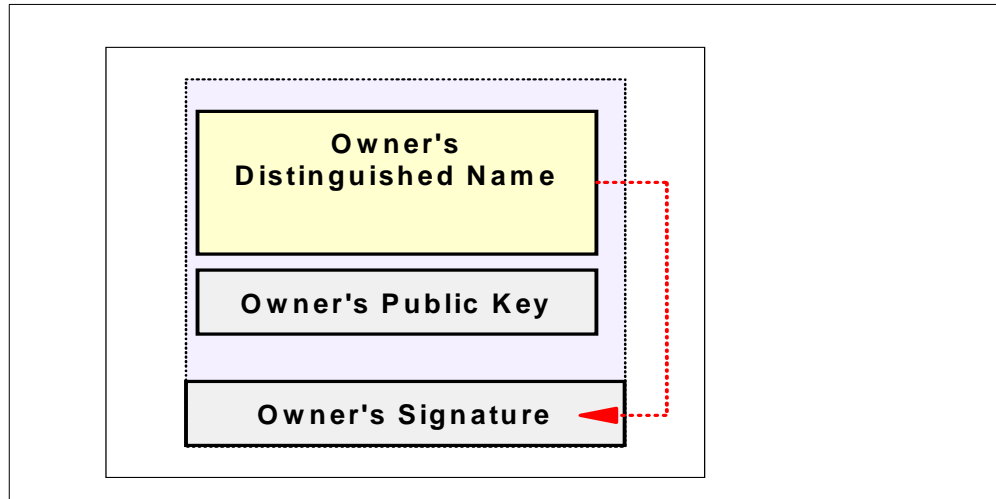 Owner's
Distinguished Name
Owner's Public Key
Owner's Signature